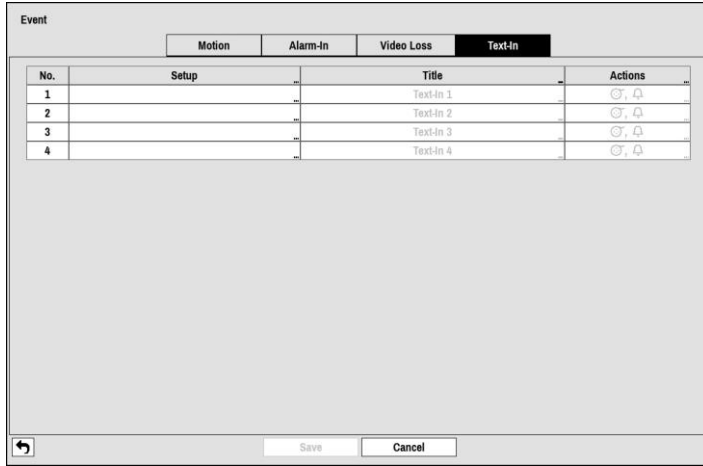 Event
Motion Alarm-In Video Loss Text-In
No. Setup ... Title ... Actions ...
1 ... Text-In 1 ... , ...
2 ... Text-In 2 ... , ...
3 ... Text-In 3 ... , ...
4 ... Text-In 4 ... , ...
Save Cancel